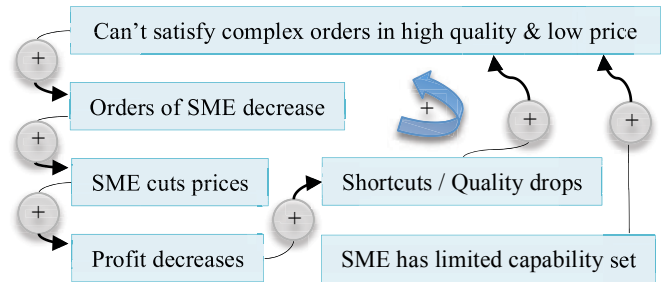 Can't satisfy complex orders in high quality & low price
+
Orders of SME decrease
+
+
+
+
SME cuts prices
Shortcuts / Quality drops
+
+
Profit decreases
SME has limited capability set